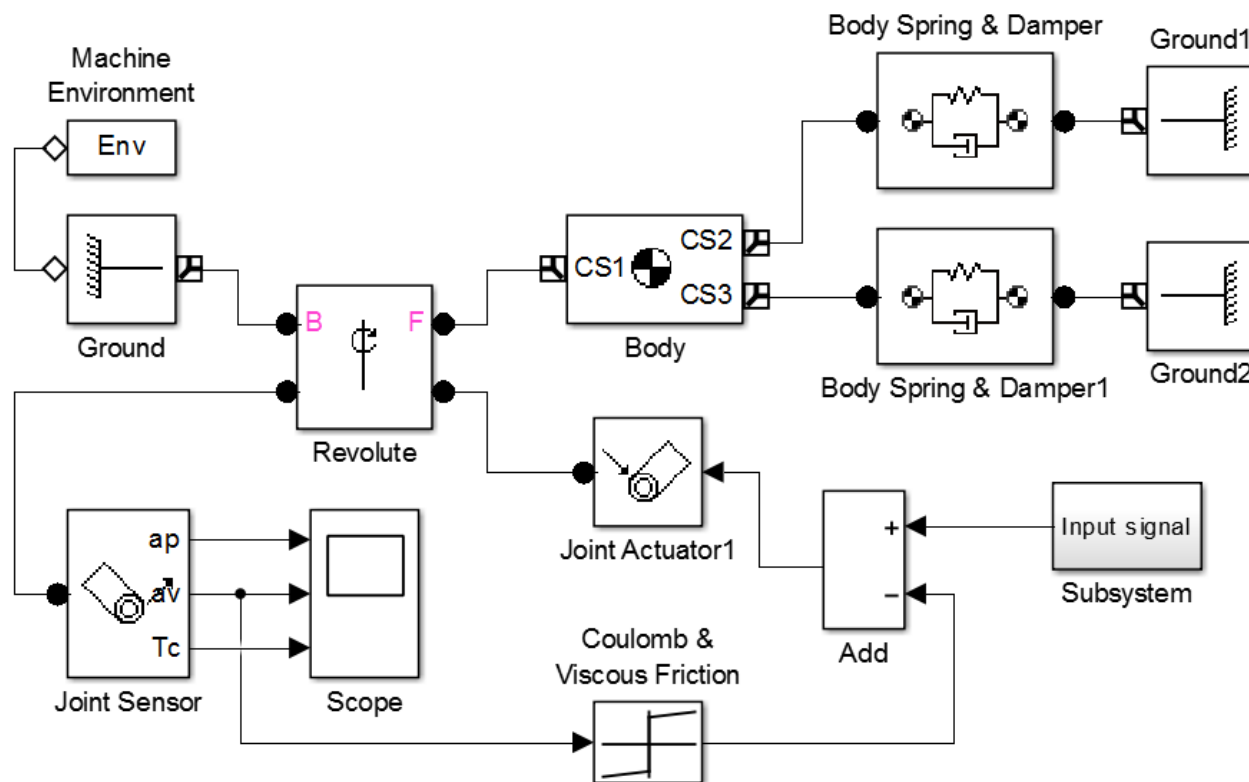 Machine
Environment
Env
Ground
B
F
Revolute
CS1
CS2
CS3
Body
Body Spring & Damper
Ground1
Body Spring & Damper1
Ground2
ap
av
Tc
Joint Sensor
Scope
Joint Actuator1
+
−
Add
Input signal
Subsystem
Coulomb &
Viscous Friction